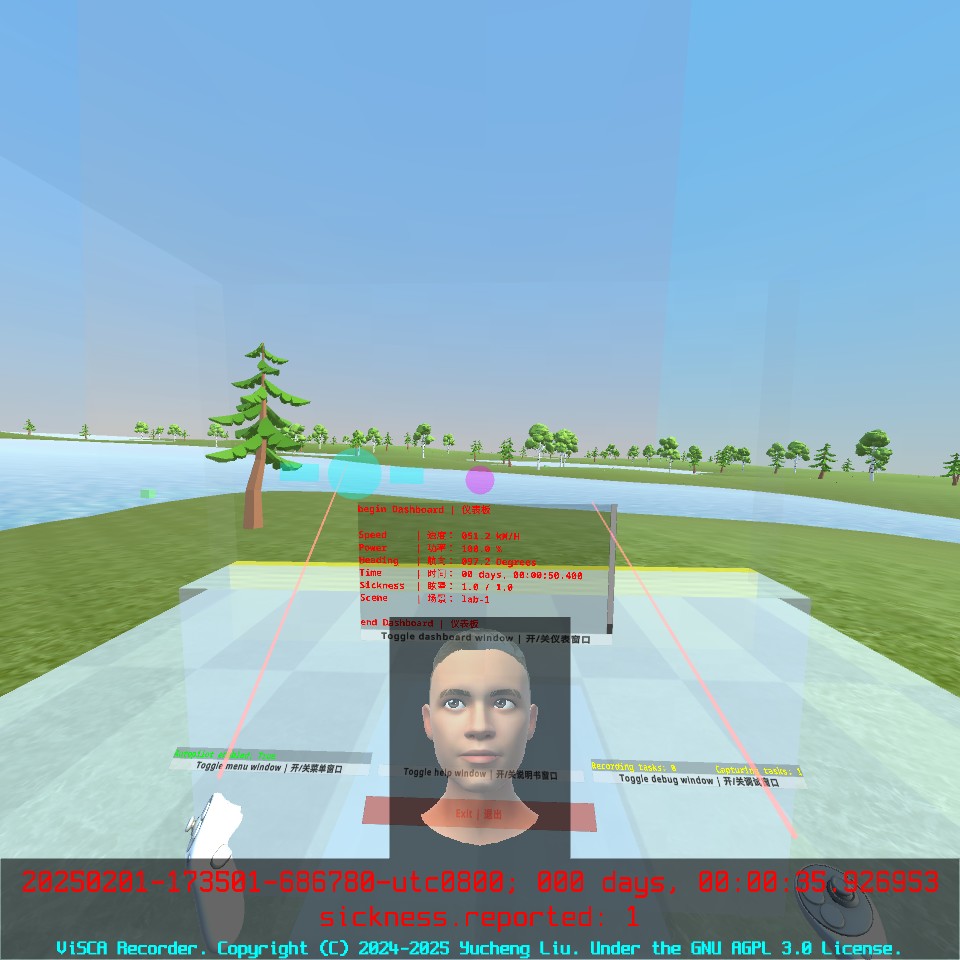 begin Dashboard | 仪表板
Speed | 速度: 051.2 kM/H
Power | 功率: 100.0 %
Heading | 航向: 097.2 Degrees
Time | 时间: 00 days, 00:00:50.400
Sickness | 眩晕: 1.0 / 1.0
Scene | 场景: lab-1
end Dashboard | 仪表板
Toggle dashboard window | 开/关仪表窗口
Toggle menu window | 开/关菜单窗口
Toggle help window | 开/关说明书窗口
Recording tasks: 0 Capturing tasks: 1
Toggle debug window | 开/关调试窗口
Exit | 退出
20250201-173501-686780-utc0800; 000 days, 00:00:35.926953
sickness.reported: 1
ViSCA Recorder. Copyright (C) 2024-2025 Yucheng Liu. Under the GNU AGPL 3.0 License.